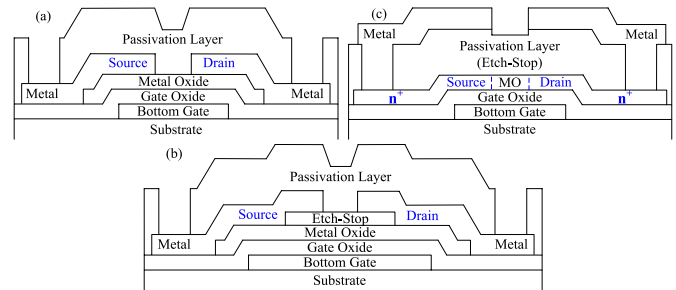 (a)
Passivation Layer
Source Drain
Metal Oxide
Metal Gate Oxide Metal
Bottom Gate
Substrate
(c)
Metal Metal
Passivation Layer
(Etch-Stop)
Source MO Drain
n+ Gate Oxide n+
Bottom Gate
Substrate
(b)
Passivation Layer
Source Etch-Stop Drain
Metal Oxide
Metal Gate Oxide Metal
Bottom Gate
Substrate